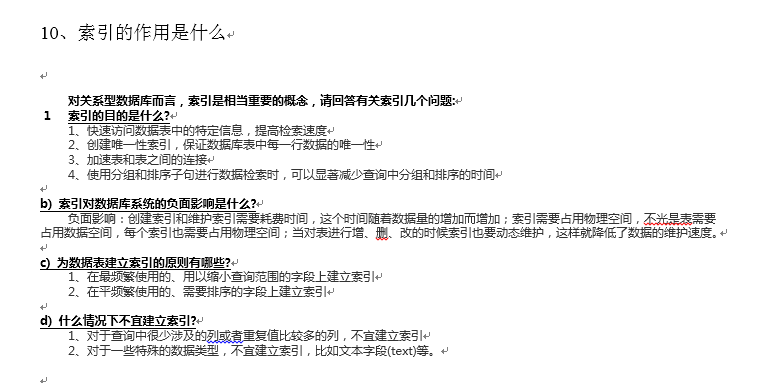 10、索引的作用是什么
对关系型数据库而言，索引是相当重要的概念，请回答有关索引几个问题:
1 索引的目的是什么?
1、快速访问数据表中的特定信息，提高检索速度
2、创建唯一性索引，保证数据库表中每一行数据的唯一性
3、加速表和表之间的连接
4、使用分组和排序子句进行数据检索时，可以显著减少查询中分组和排序的时间
b) 索引对数据库系统的负面影响是什么?
负面影响：创建索引和维护索引需要耗费时间，这个时间随着数据量的增加而增加；索引需要占用物理空间，不光是表需要
占用数据空间，每个索引也需要占用物理空间；当对表进行增、删、改的时候索引也要动态维护，这样就降低了数据的维护速度。
c) 为数据表建立索引的原则有哪些?
1、在最频繁使用的、用以缩小查询范围的字段上建立索引
2、在平频繁使用的、需要排序的字段上建立索引
d) 什么情况下不宜建立索引?
1、对于查询中很少涉及的列或者重复值比较多的列，不宜建立索引
2、对于一些特殊的数据类型，不宜建立索引，比如文本字段(text)等。